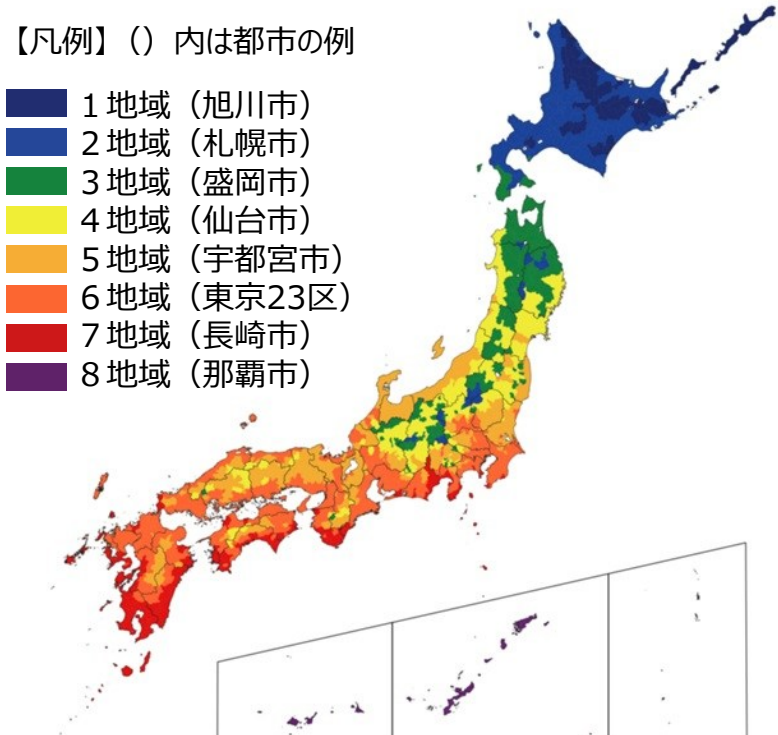 【凡例】（）内は都市の例
１地域（旭川市）
２地域（札幌市）
３地域（盛岡市）
４地域（仙台市）
５地域（宇都宮市）
６地域（東京23区）
７地域（長崎市）
８地域（那覇市）